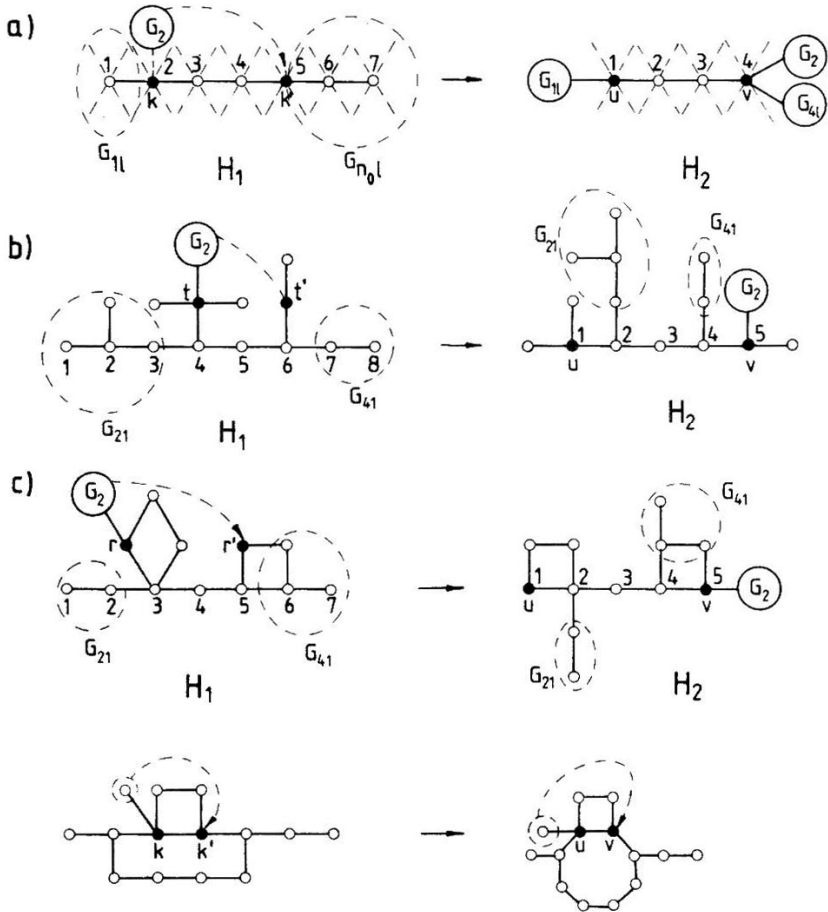 a)
G₂
1 2 3 4 5 6 7
k k'
G₁ₗ H₁ Gₙ₀ₗ
1 2 3 4
G₁ₗ u v G₂ G₄ₗ
H₂
b)
G₂
t t'
1 2 3 4 5 6 7 8
G₂₁ H₁ G₄₁
G₂₁ G₄₁ G₂
1 2 3 4 5
u v
H₂
c)
G₂
r r'
1 2 3 4 5 6 7
G₂₁ H₁ G₄₁
G₄₁
1 2 3 4 5
u v G₂
G₂₁ H₂
k k'
u v